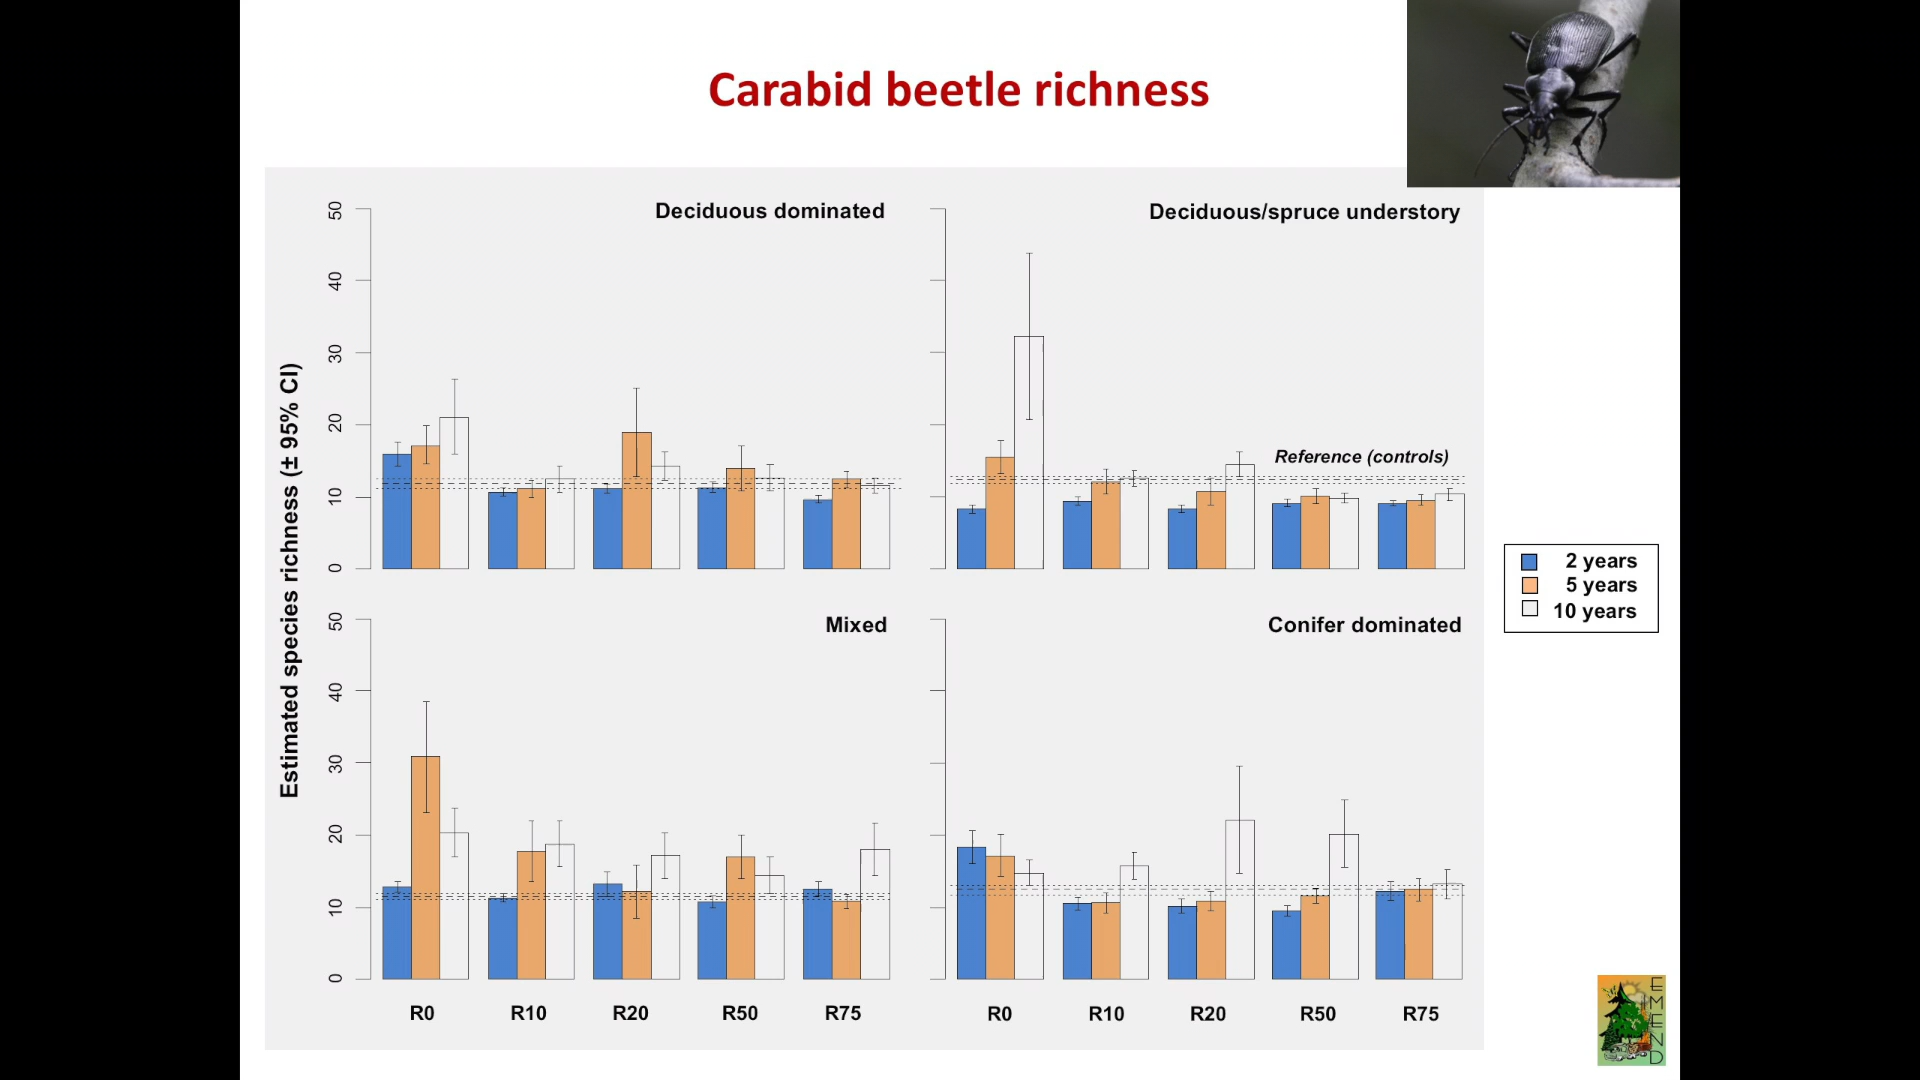 Carabid beetle richness
Estimated species richness (± 95% CI)
Deciduous dominated
50
40
30
20
10
0
Deciduous/spruce understory
Reference (controls)
Mixed
50
40
30
20
10
0
R0 R10 R20 R50 R75
Conifer dominated
R0 R10 R20 R50 R75
2 years
5 years
10 years
EMEND